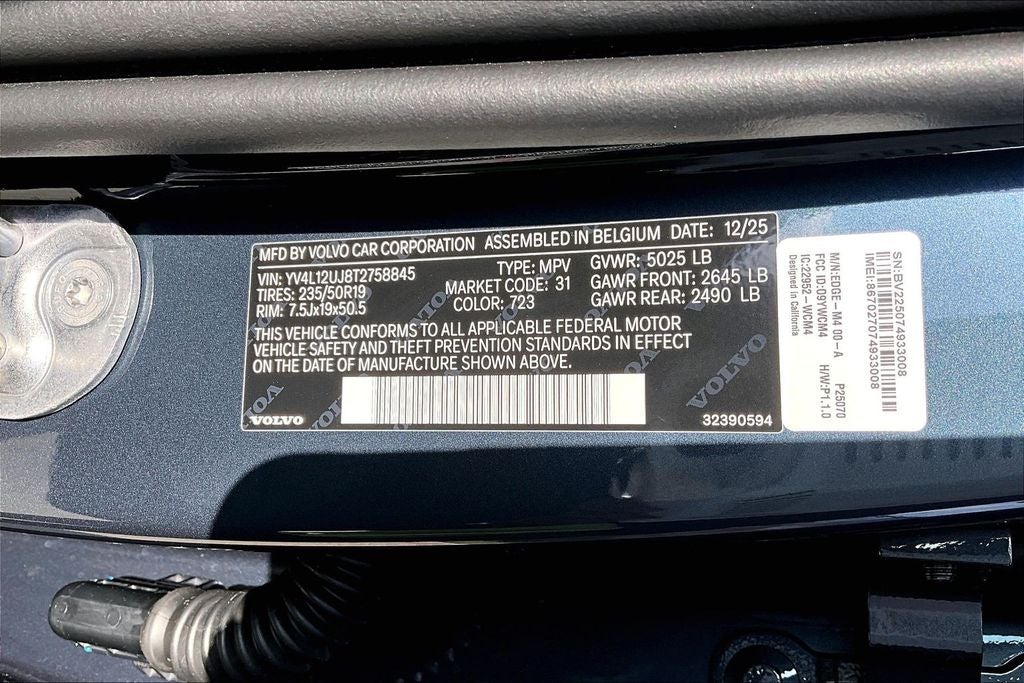 MFD BY VOLVO CAR CORPORATION ASSEMBLED IN BELGIUM DATE: 12/25
VIN: YV4L12UJ8T2758845 TYPE: MPV GVWR: 5025 LB
TIRES: 235/50R19 MARKET CODE: 31 GAWR FRONT: 2645 LB
RIM: 7.5Jx19x50.5 COLOR: 723 GAWR REAR: 2490 LB
THIS VEHICLE CONFORMS TO ALL APPLICABLE FEDERAL MOTOR
VEHICLE SAFETY AND THEFT PREVENTION STANDARDS IN EFFECT
ON THE DATE OF MANUFACTURE SHOWN ABOVE.
VOLVO
32390594
VOLVO
SN:BV225074933008
IMEI:867027074933008
M/N:EDGE-M4 00-A P25070
FCC ID:O9YWCM4 H/W:P1.1.0
IC:22952-WCM4
Designed in California